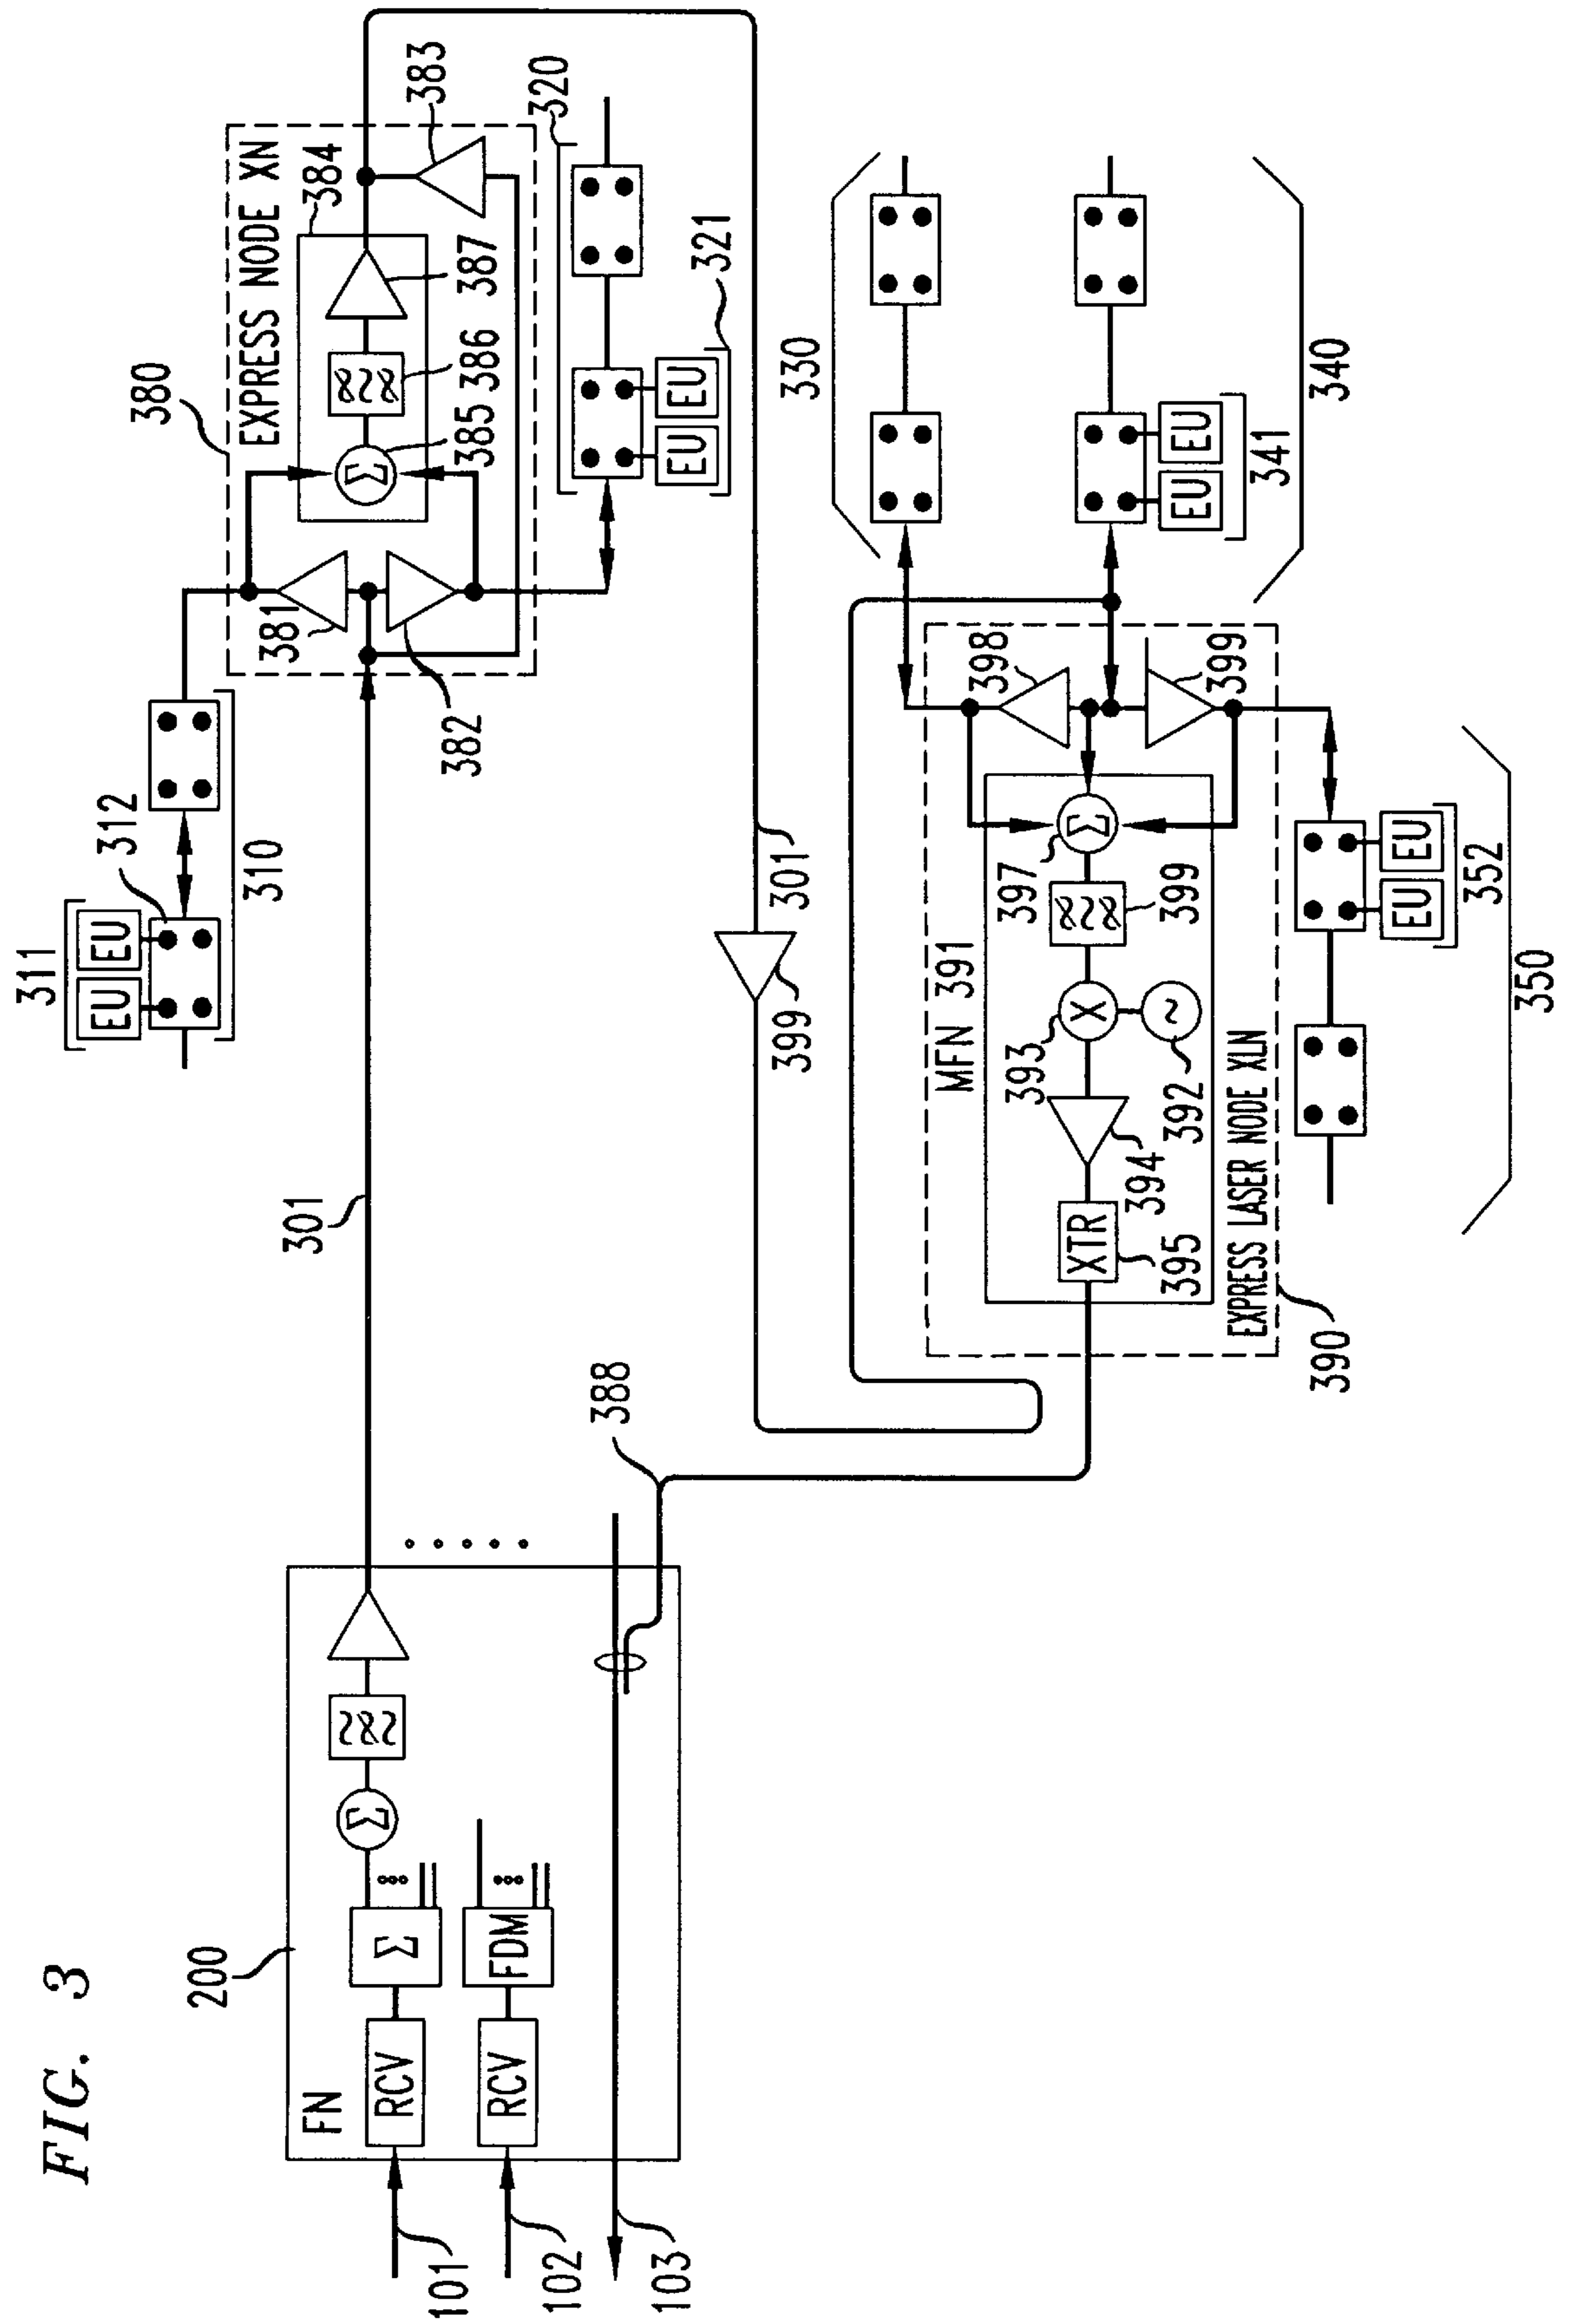 FIG. 3
200
FN
RCV
Σ
Σ
RCV
FDM
101
102
103
388
301
311
EU
EU
312
310
380
EXPRESS NODE XN
381
382
384
385
386
387
383
Σ
320
EU
EU
321
301
399
330
340
EU
EU
341
MFN 391
398
399
397
Σ
399
393
X
~
392
394
XTR
395
EXPRESS LASER NODE XLN
390
EU
EU
352
350